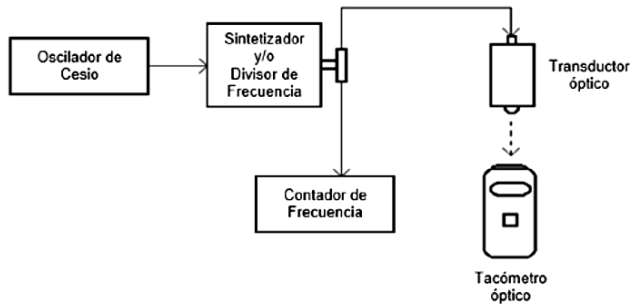 Oscilador de
Cesio
Sintetizador
y/o
Divisor de
Frecuencia
Transductor
óptico
Contador de
Frecuencia
Tacómetro
óptico